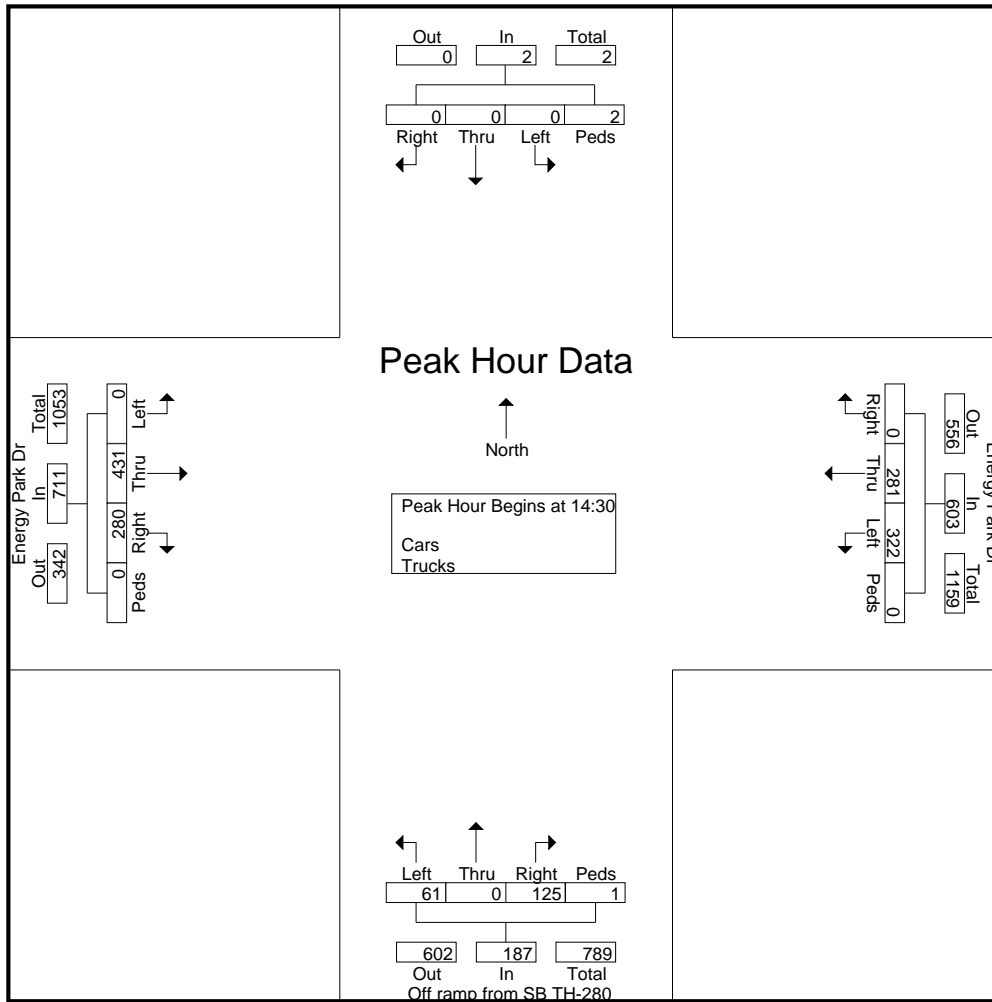 Out In Total
0 2 2
0 0 0 2
Right Thru Left Peds
Peak Hour Data
North
Peak Hour Begins at 14:30
Cars
Trucks
Energy Park Dr
Total In Out
1053 711 342
0 431 280 0
Left Thru Right Peds
Energy Park Dr
Out In Total
556 603 1159
0 281 322 0
Right Thru Left Peds
Left Thru Right Peds
61 0 125 1
602 187 789
Out In Total
Off ramp from SB TH-280